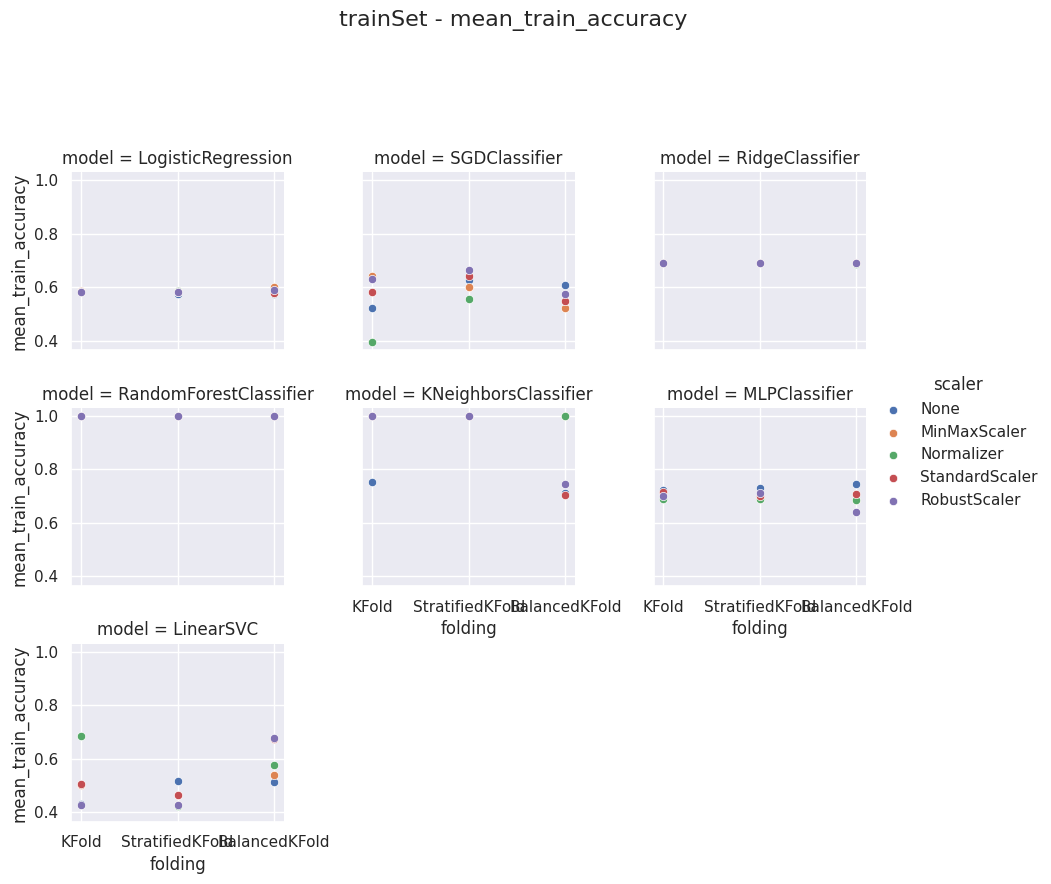 trainSet - mean_train_accuracy
model = LogisticRegression
model = SGDClassifier
model = RidgeClassifier
mean_train_accuracy
1.0
0.8
0.6
0.4
model = RandomForestClassifier
model = KNeighborsClassifier
model = MLPClassifier
mean_train_accuracy
1.0
0.8
0.6
0.4
KFold
StratifiedKFold
BalancedKFold
folding
KFold
StratifiedKFold
BalancedKFold
folding
scaler
None
MinMaxScaler
Normalizer
StandardScaler
RobustScaler
model = LinearSVC
mean_train_accuracy
1.0
0.8
0.6
0.4
KFold
StratifiedKFold
BalancedKFold
folding